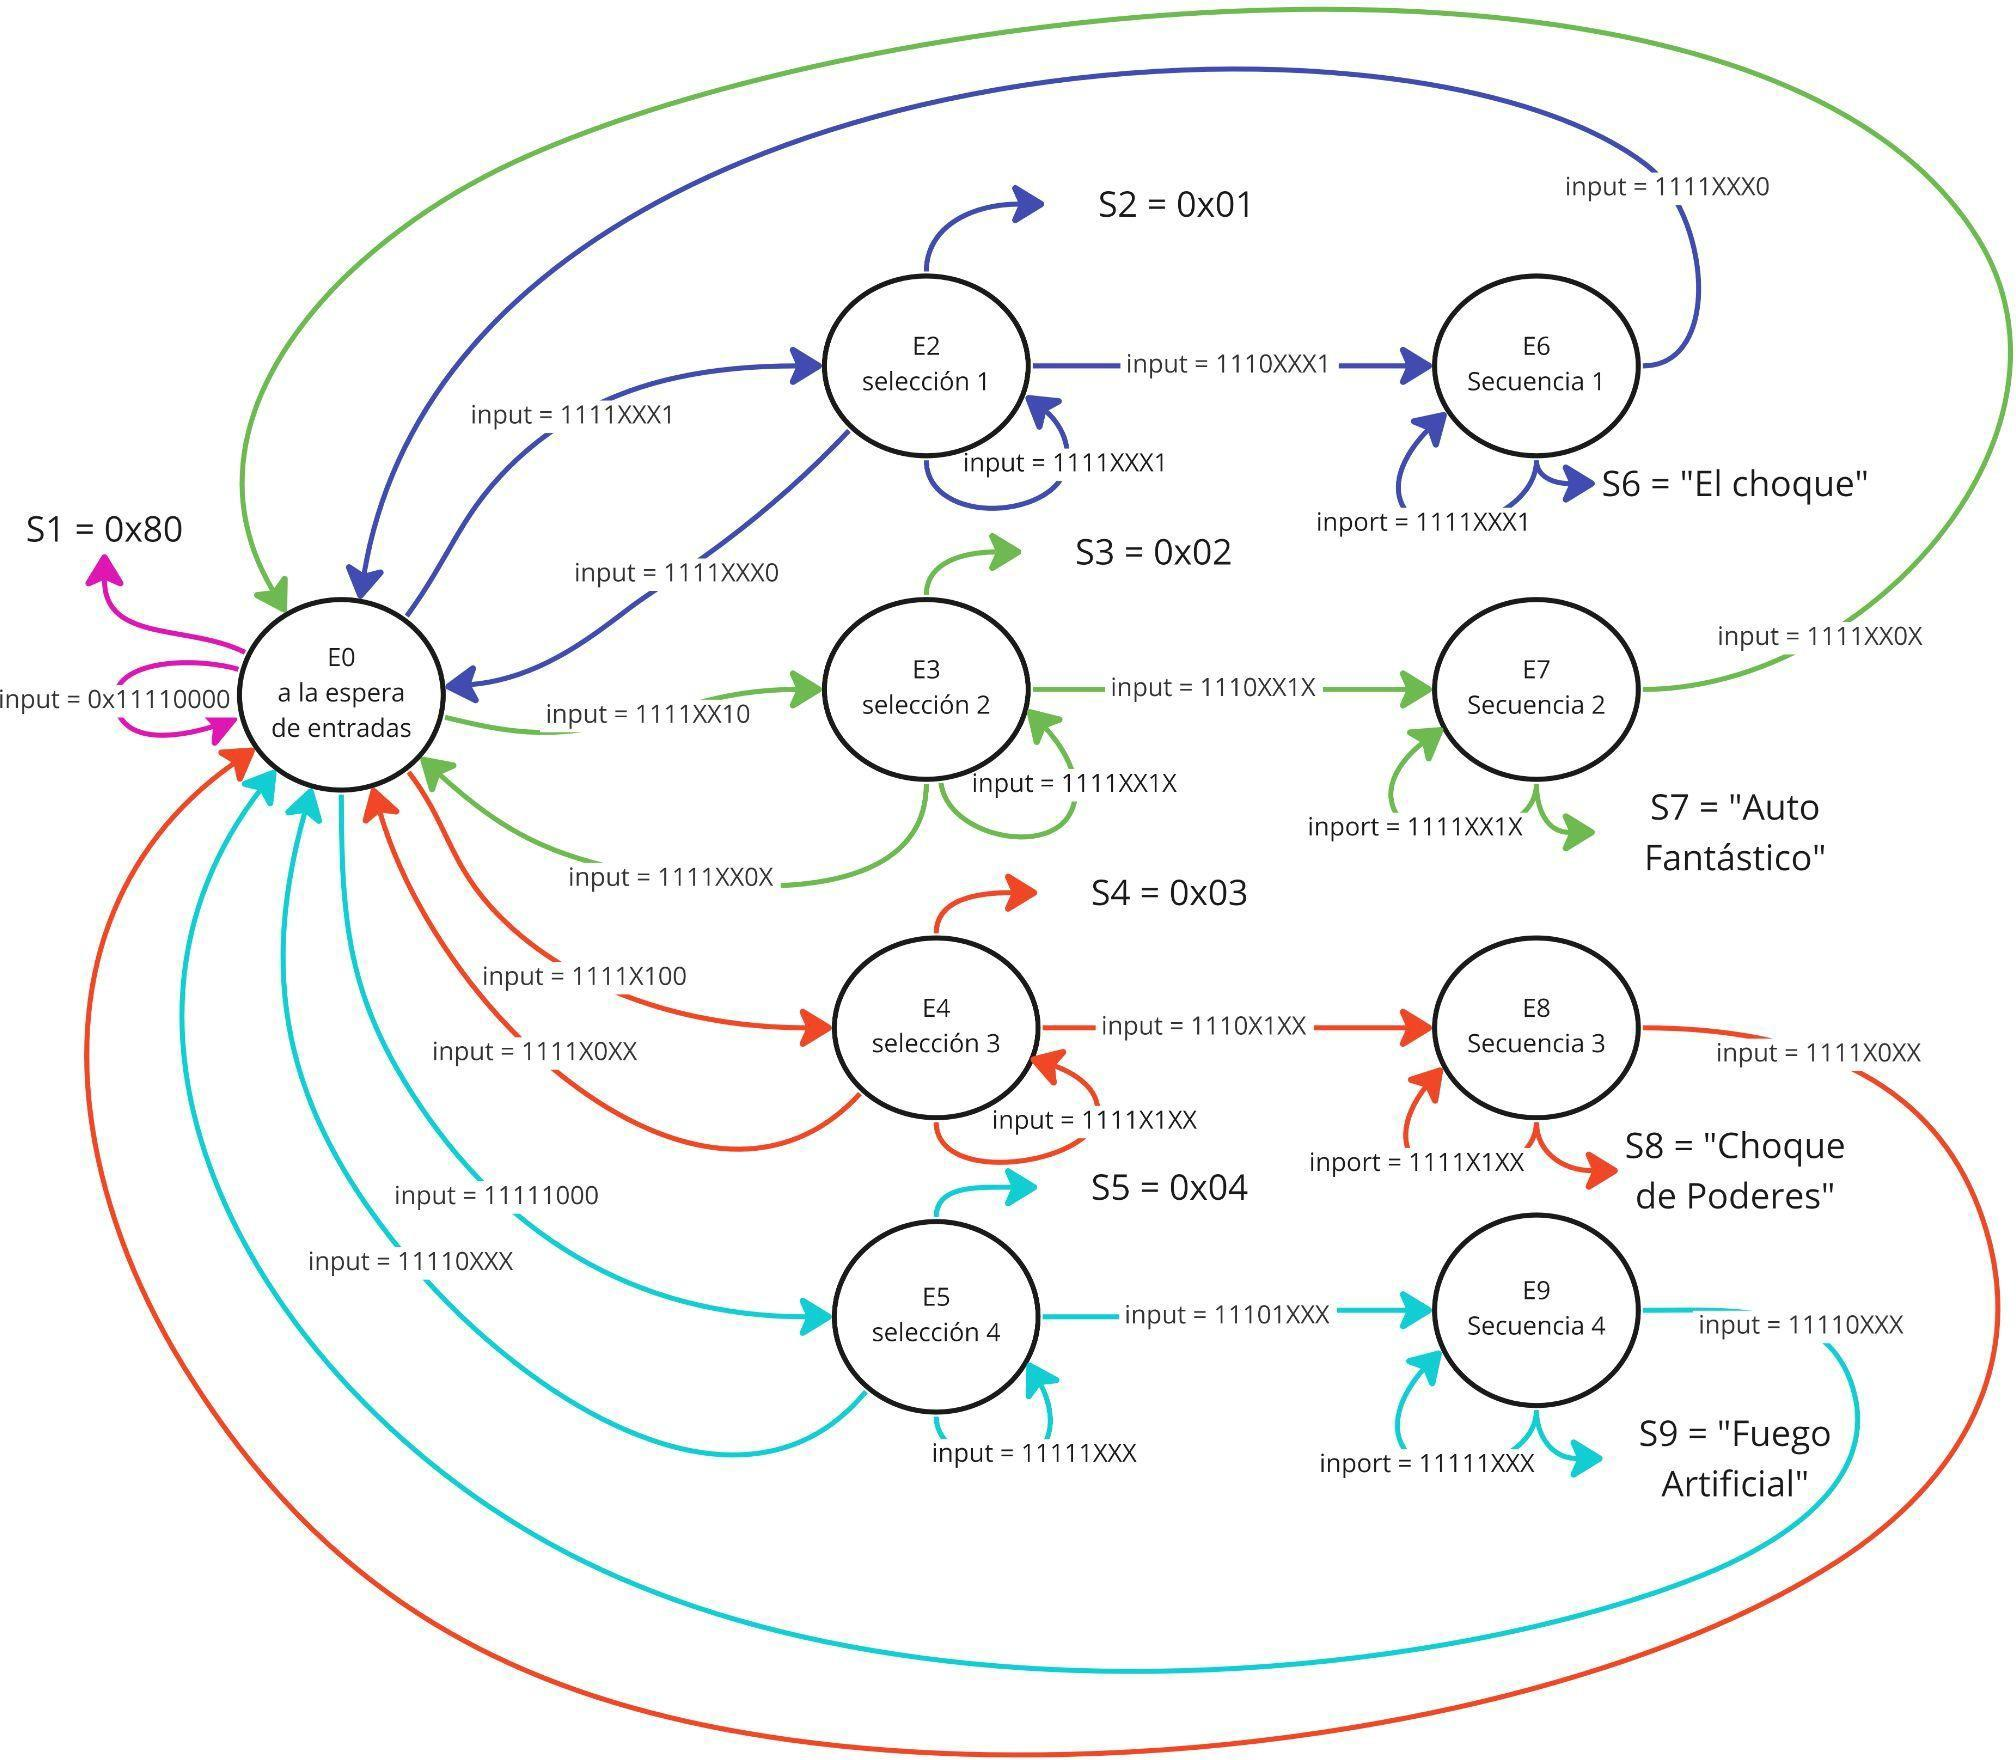 input = 1111XXX0
S2 = 0x01
E2
selección 1
input = 1110XXX1
E6
Secuencia 1
input = 1111XXX1
input = 1111XXX1
S6 = "El choque"
inport = 1111XXX1
S1 = 0x80
S3 = 0x02
input = 1111XXX0
E0
a la espera
de entradas
input = 0x11110000
input = 1111XX10
E3
selección 2
input = 1110XX1X
E7
Secuencia 2
input = 1111XX0X
input = 1111XX1X
inport = 1111XX1X
S7 = "Auto
Fantástico"
input = 1111XX0X
S4 = 0x03
input = 1111X100
E4
selección 3
input = 1110X1XX
E8
Secuencia 3
input = 1111X0XX
input = 1111X0XX
input = 1111X1XX
inport = 1111X1XX
S8 = "Choque
de Poderes"
S5 = 0x04
input = 11111000
input = 11110XXX
E5
selección 4
input = 11101XXX
E9
Secuencia 4
input = 11110XXX
input = 11111XXX
inport = 11111XXX
S9 = "Fuego
Artificial"